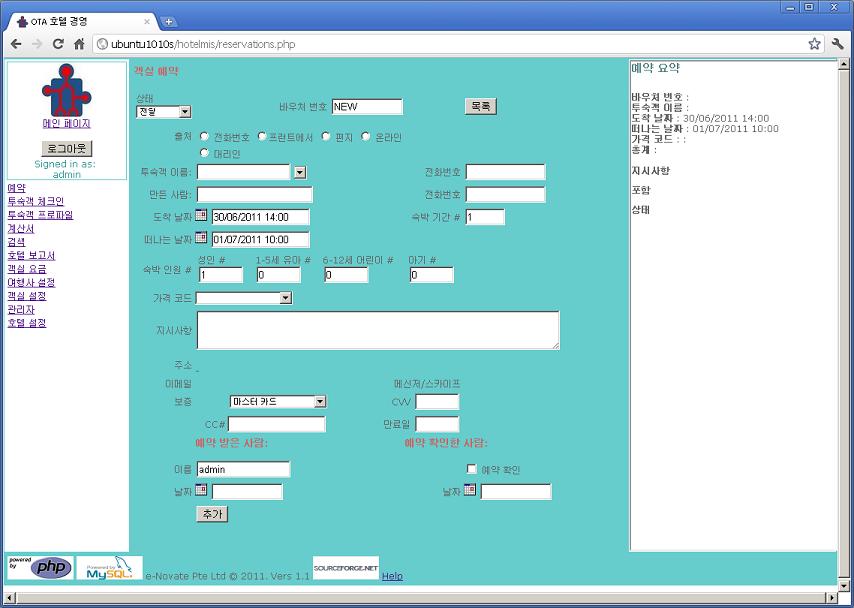 OTA 호텔 경영
ubuntu1010s/hotelmis/reservations.php
메인 페이지
로그아웃
Signed in as:
admin
예약
투숙객 체크인
투숙객 프로파일
계산서
검색
호텔 보고서
객실 요금
여행사 설정
객실 설정
관리자
호텔 설정
객실 예약
상태
전달
바우처 번호 NEW
목록
출처 전화번호 프런트에서 편지 온라인
대리인
투숙객 이름: 전화번호
만든 사람: 전화번호
도착 날짜 30/06/2011 14:00 숙박 기간 # 1
떠나는 날짜 01/07/2011 10:00
성인 # 1-5세 유아 # 6-12세 어린이 # 아기 #
숙박 인원 # 1 0 0 0
가격 코드
지시사항
주소
이메일 메신저/스카이프
보증 마스터 카드 CVV
CC# 만료일
예약 받은 사람: 예약 확인한 사람:
이름 admin 예약 확인
날짜 날짜
추가
예약 요약
바우처 번호 :
투숙객 이름 :
도착 날짜 : 30/06/2011 14:00
떠나는 날짜 : 01/07/2011 10:00
가격 코드 : :
총계 :
지시사항
포함
상태
powered by php
Powered by MySQL.
e-Novate Pte Ltd © 2011. Vers 1.1
SOURCEFORGE.NET
Help